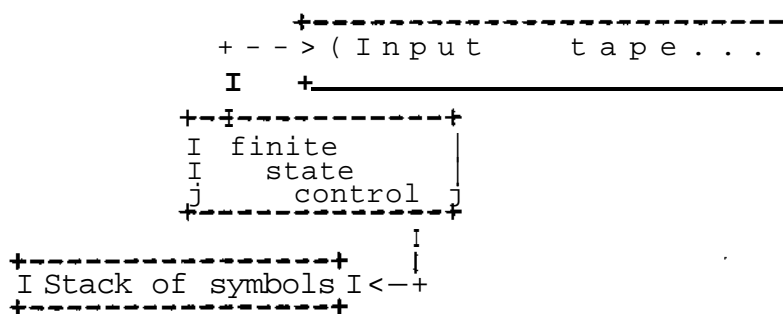 Input tape...
finite
state
control
Stack of symbols